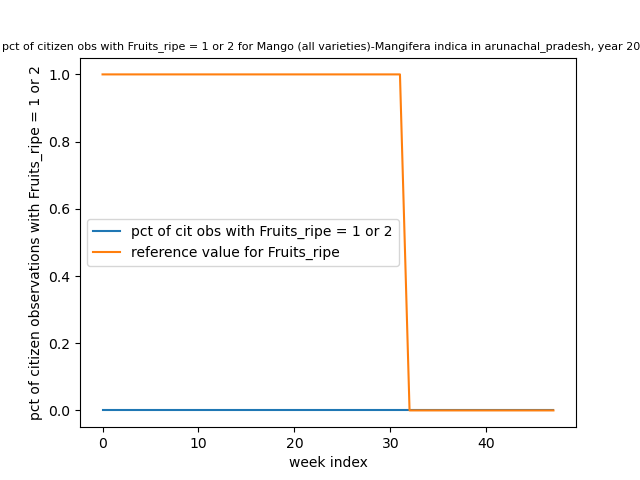 pct of citizen obs with Fruits_ripe = 1 or 2 for Mango (all varieties)-Mangifera indica in arunachal_pradesh, year 20
pct of citizen observations with Fruits_ripe = 1 or 2
1.0
0.8
0.6
0.4
0.2
0.0
pct of cit obs with Fruits_ripe = 1 or 2
reference value for Fruits_ripe
0 10 20 30 40
week index